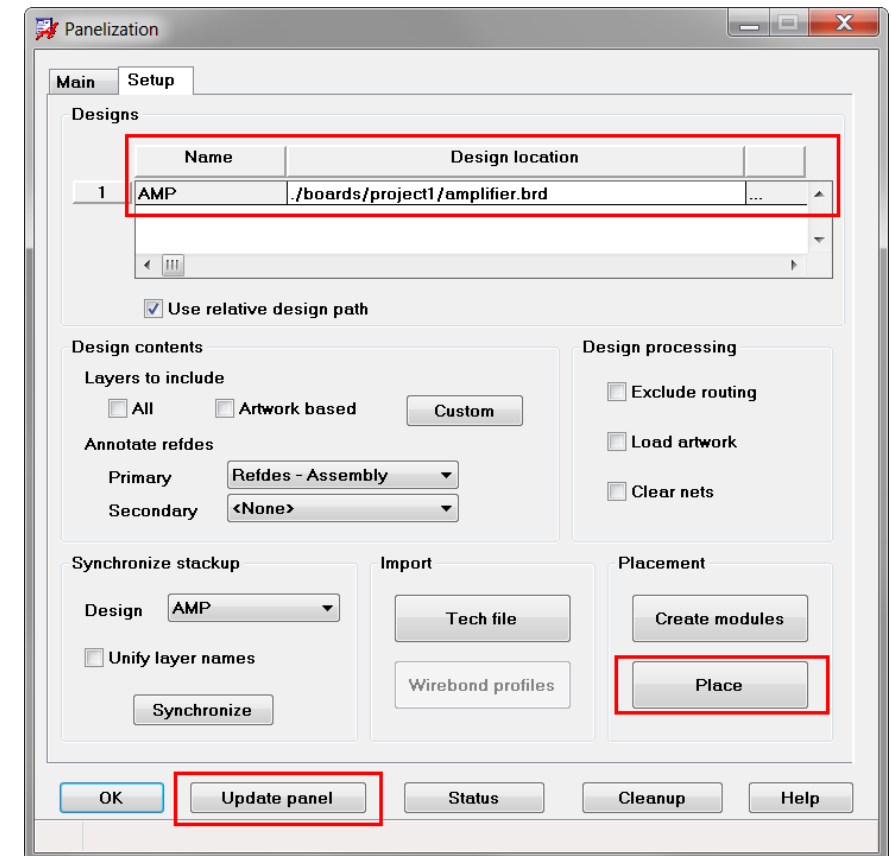 Panelization
Main Setup
Designs
Name Design location
1 AMP ./boards/project1/amplifier.brd ...
Use relative design path
Design contents Design processing
Layers to include
All Artwork based Custom Exclude routing
Annotate refdes Load artwork
Primary Refdes - Assembly
Secondary <None> Clear nets
Synchronize stackup Import Placement
Design AMP Tech file Create modules
Unify layer names
Wirebond profiles Place
Synchronize
OK Update panel Status Cleanup Help